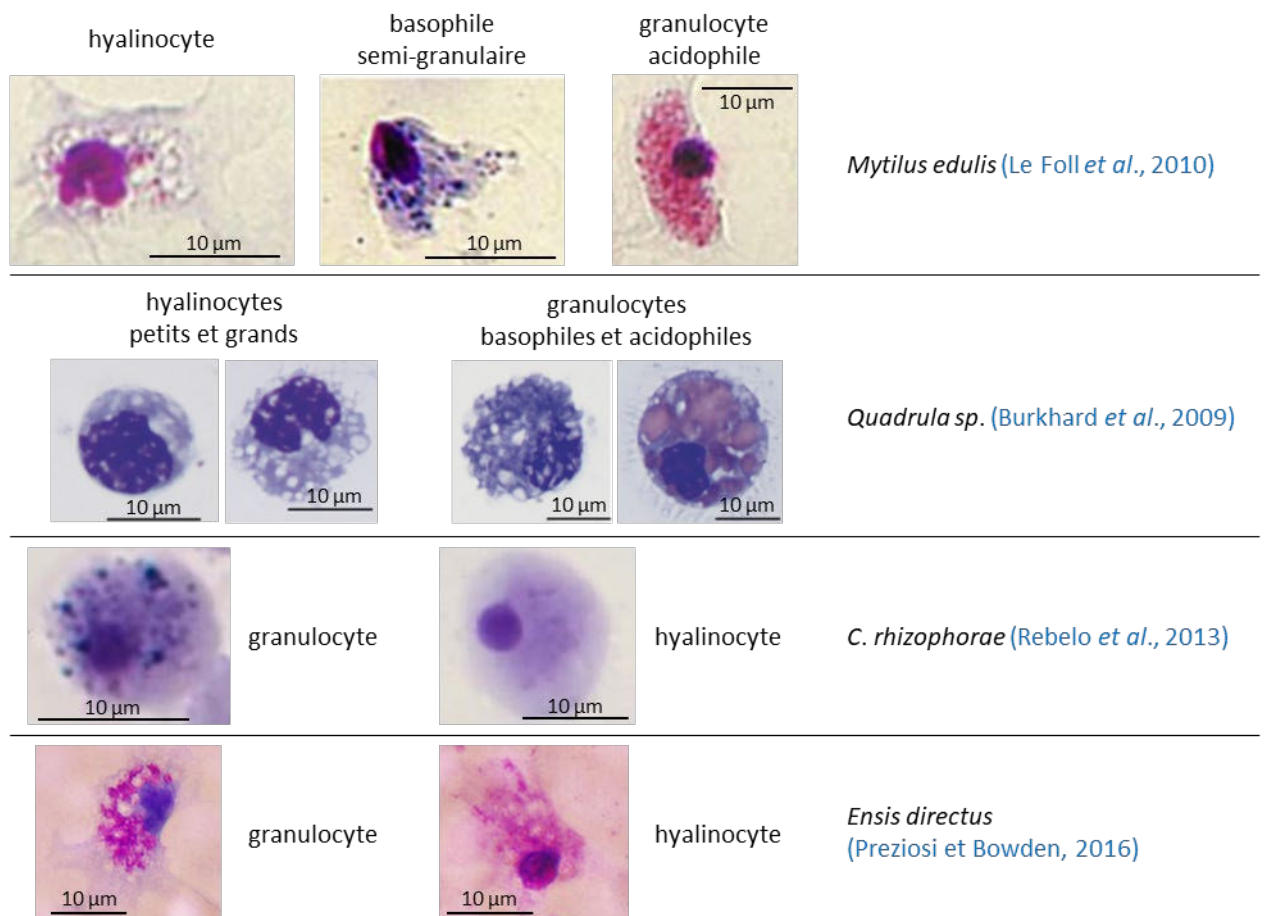 hyalinocyte
basophile
semi-granulaire
granulocyte
acidophile
10 µm
10 µm
10 µm
Mytilus edulis (Le Foll et al., 2010)
hyalinocytes
petits et grands
granulocytes
basophiles et acidophiles
10 µm
10 µm
10 µm
10 µm
Quadrula sp. (Burkhard et al., 2009)
10 µm
granulocyte
10 µm
hyalinocyte
C. rhizophorae (Rebelo et al., 2013)
10 µm
granulocyte
10 µm
hyalinocyte
Ensis directus
(Preziosi et Bowden, 2016)